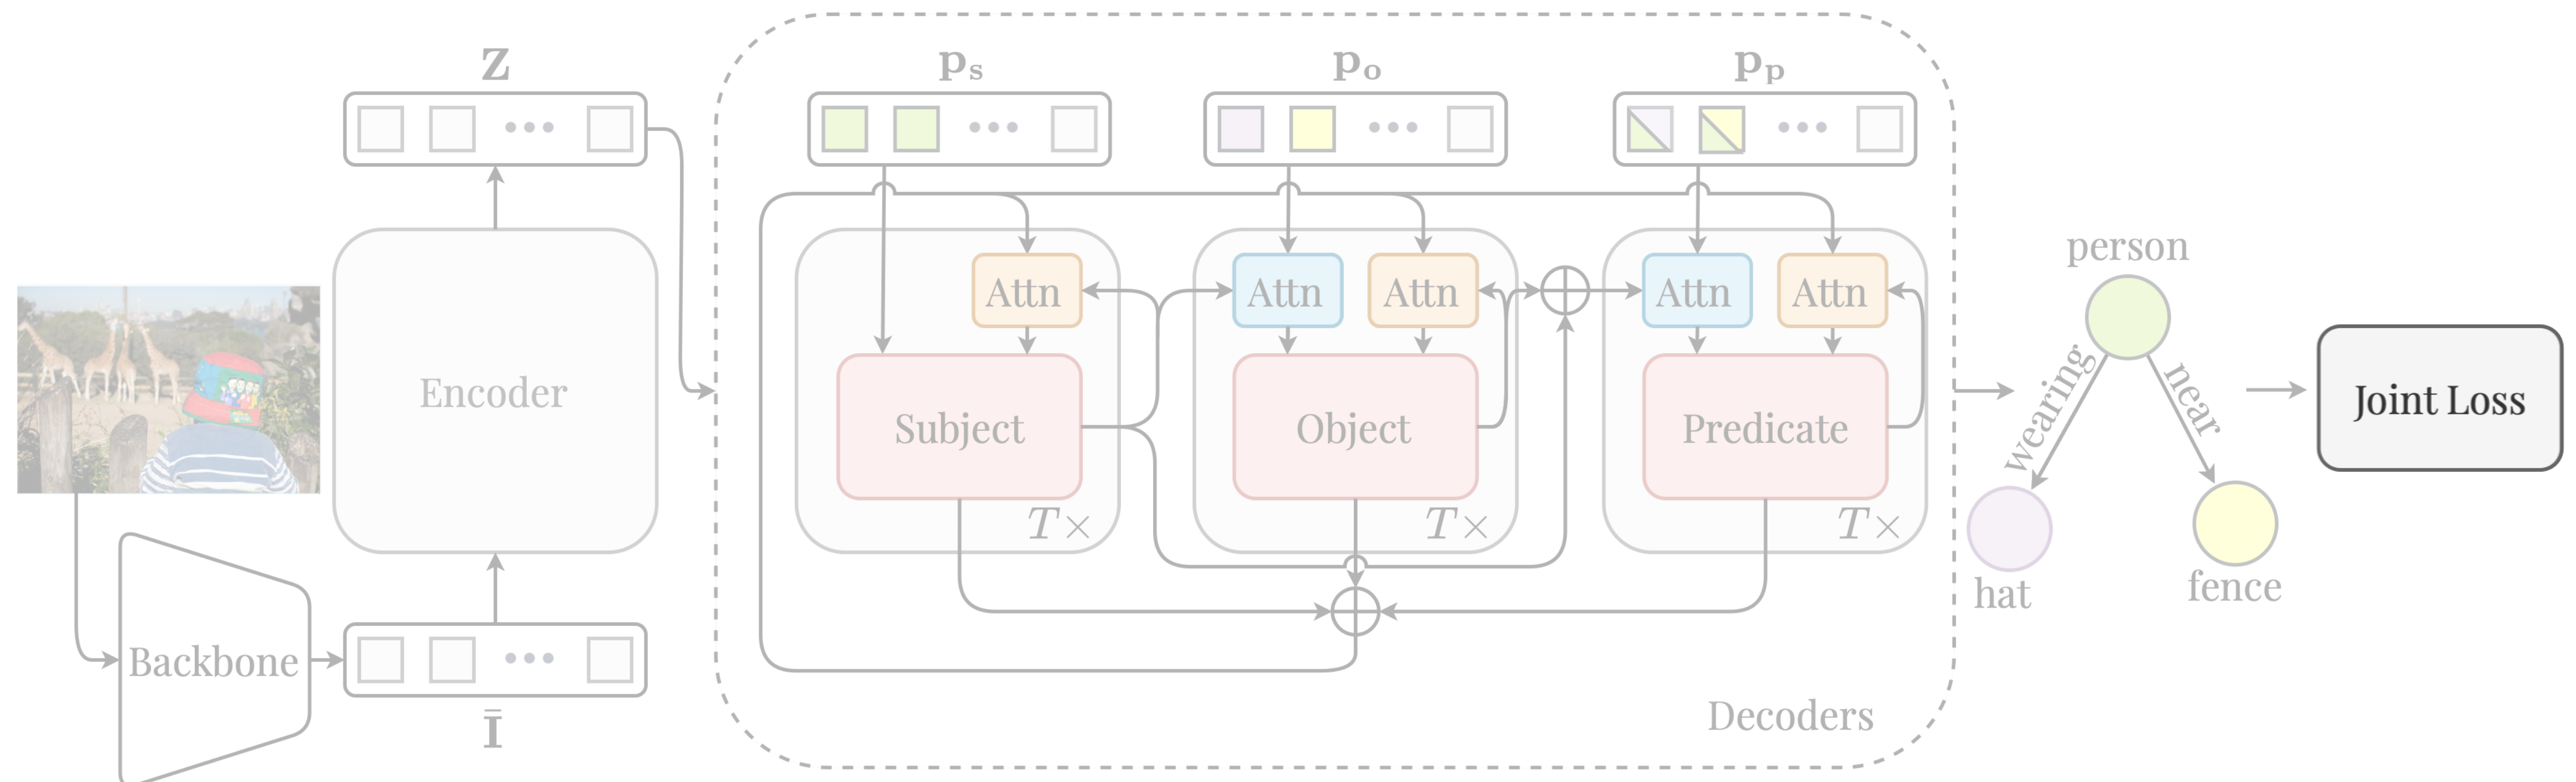 Z
p_s
p_o
p_p
Attn
Attn
Attn
Attn
Attn
Encoder
Subject
Object
Predicate
T×
T×
T×
Backbone
Ī
Decoders
person
wearing
near
hat
fence
Joint Loss